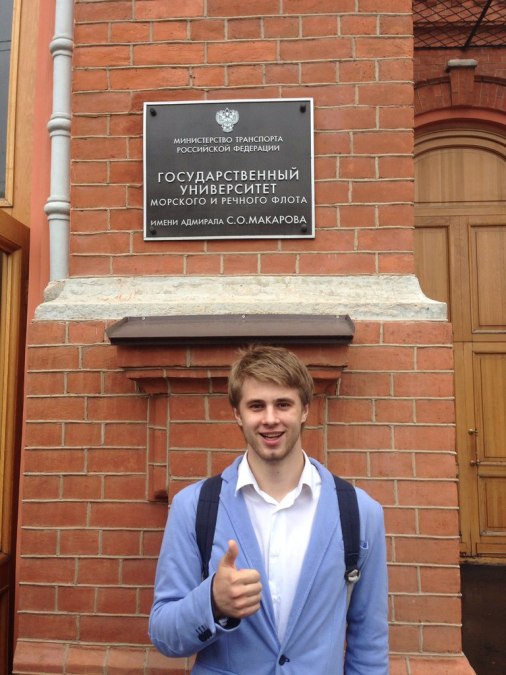 МИНИСТЕРСТВО ТРАНСПОРТА
РОССИЙСКОЙ ФЕДЕРАЦИИ
ГОСУДАРСТВЕННЫЙ
УНИВЕРСИТЕТ
МОРСКОГО И РЕЧНОГО ФЛОТА
ИМЕНИ АДМИРАЛА С.О.МАКАРОВА